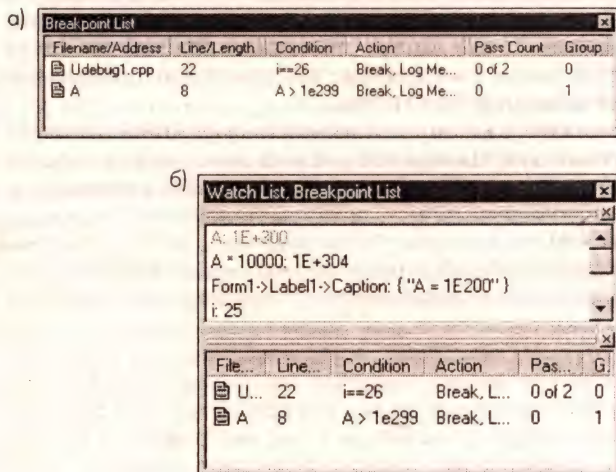 а)
Breakpoint List
Filename/Address Line/Length Condition Action Pass Count Group
Udebug1.cpp 22 i==26 Break, Log Me... 0 of 2 0
A 8 A > 1e299 Break, Log Me... 0 1
б)
Watch List, Breakpoint List
A: 1E+300
A * 10000: 1E+304
Form1->Label1->Caption: { "A = 1E200" }
i: 25
File... Line... Condition Action Pas... G.
U... 22 i==26 Break, L... 0 of 2 0
A 8 A > 1e299 Break, L... 0 1